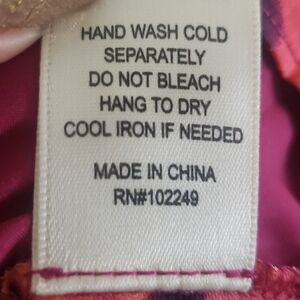 HAND WASH COLD
SEPARATELY
DO NOT BLEACH
HANG TO DRY
COOL IRON IF NEEDED
MADE IN CHINA
RN#102249